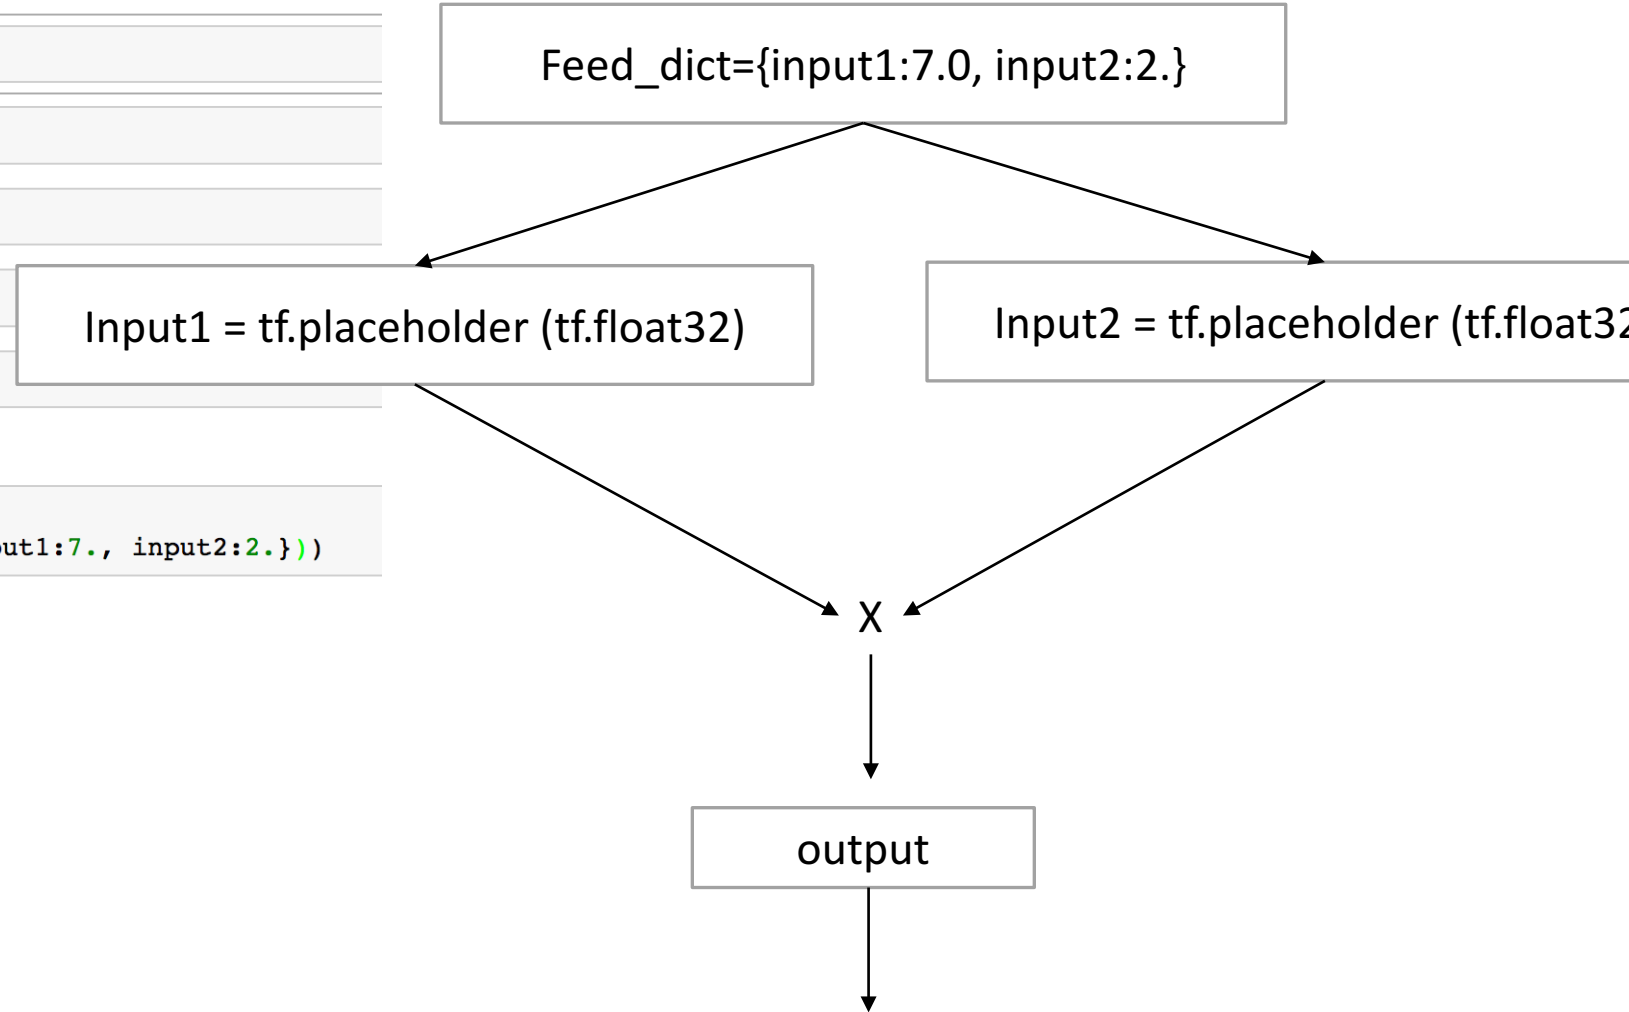 Feed_dict={input1:7.0, input2:2.}
Input1 = tf.placeholder (tf.float32)
Input2 = tf.placeholder (tf.float32
ut1:7., input2:2.}))
X
output